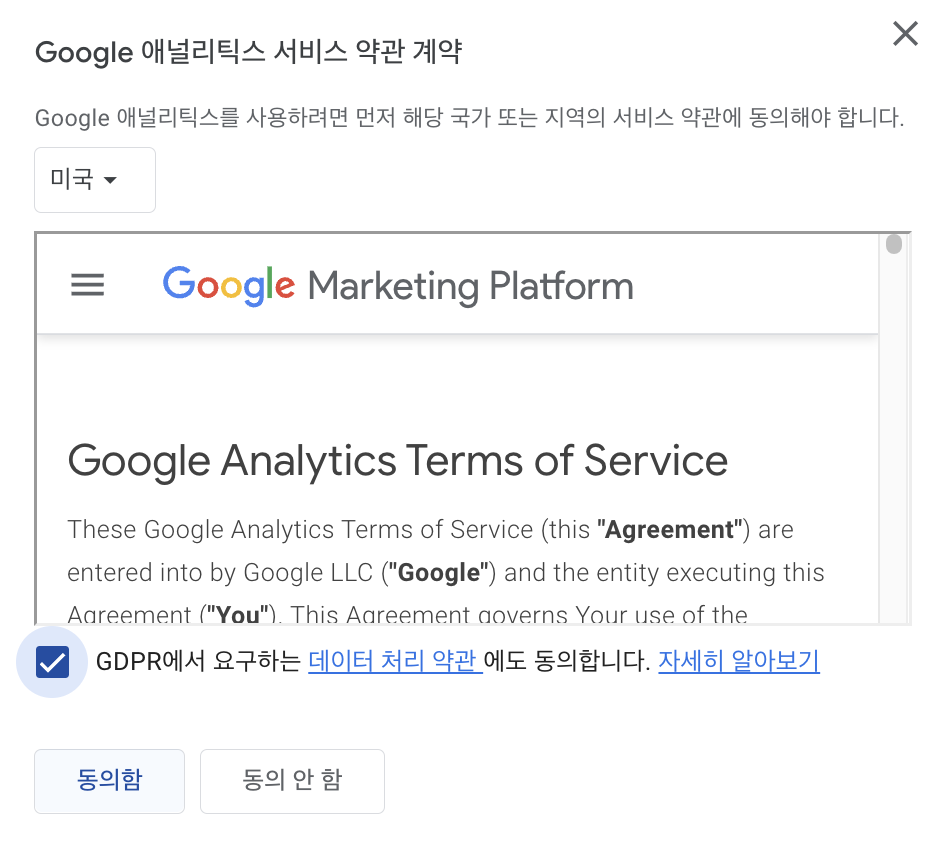 Google 애널리틱스 서비스 약관 계약
Google 애널리틱스를 사용하려면 먼저 해당 국가 또는 지역의 서비스 약관에 동의해야 합니다.
미국
Google Marketing Platform
Google Analytics Terms of Service
These Google Analytics Terms of Service (this "Agreement") are
entered into by Google LLC ("Google") and the entity executing this
Agreement ("You"). This Agreement governs Your use of the
GDPR에서 요구하는 데이터 처리 약관 에도 동의합니다. 자세히 알아보기
동의함
동의 안 함